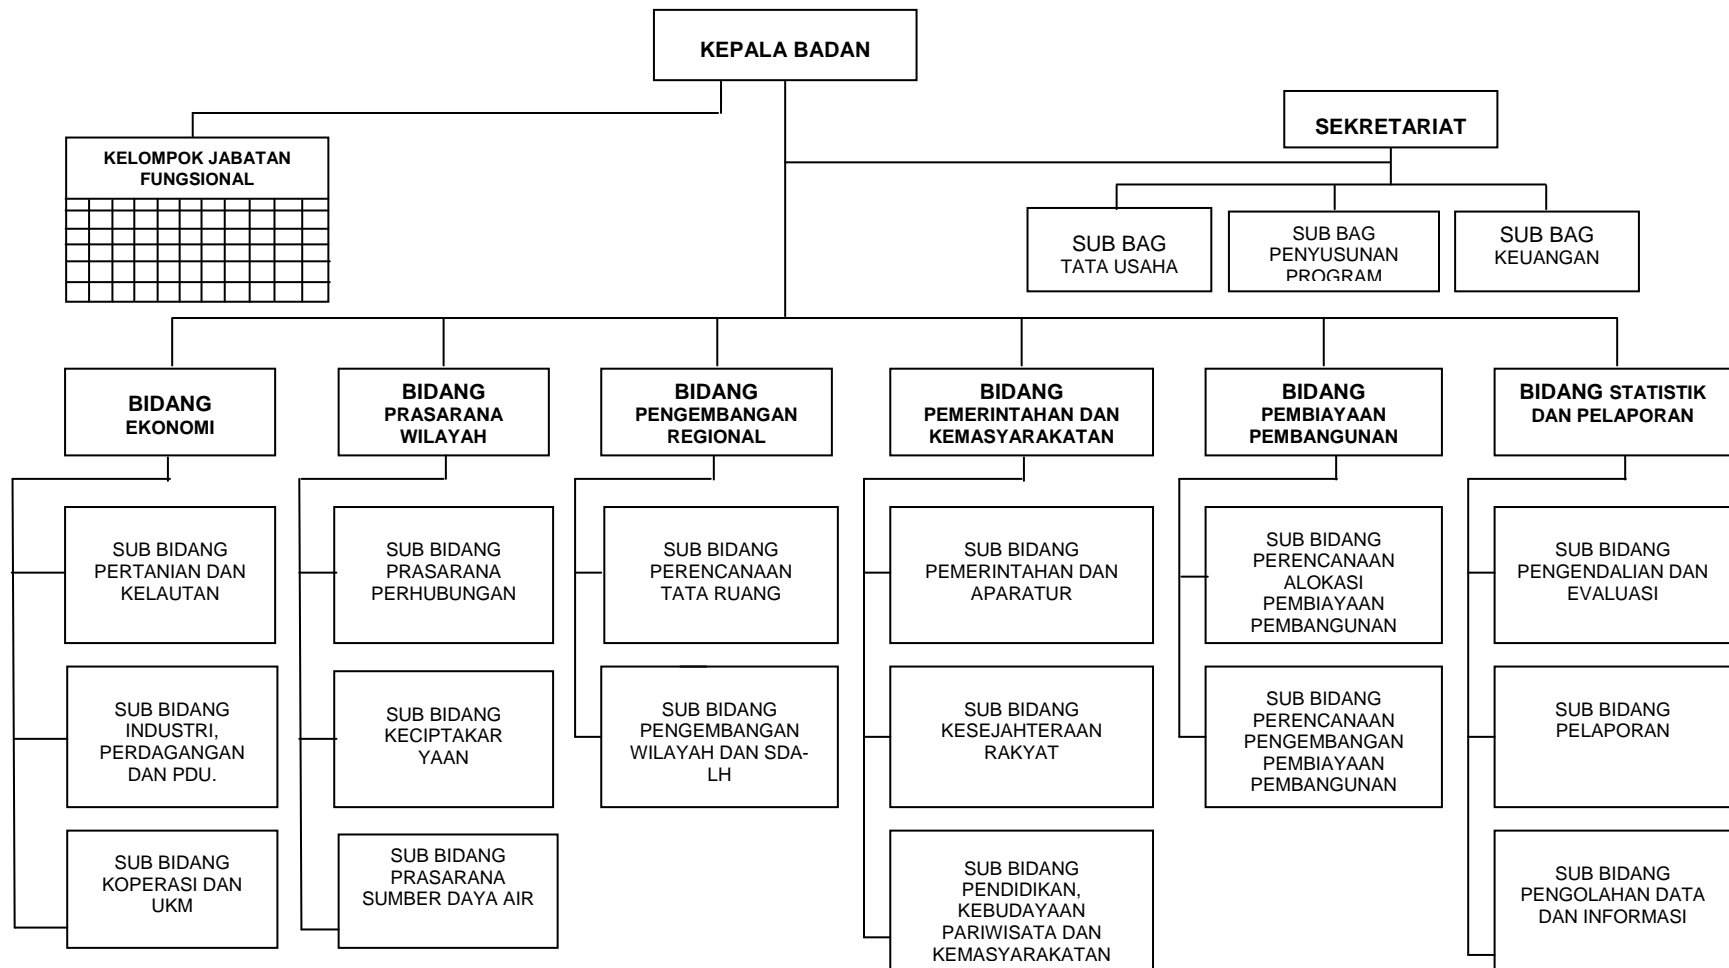 KEPALA BADAN
SEKRETARIAT
KELOMPOK JABATAN
FUNGSIONAL
SUB BAG
TATA USAHA
SUB BAG
PENYUSUNAN
PROGRAM
SUB BAG
KEUANGAN
BIDANG
EKONOMI
BIDANG
PRASARANA
WILAYAH
BIDANG
PENGEMBANGAN
REGIONAL
BIDANG
PEMERINTAHAN DAN
KEMASYARAKATAN
BIDANG
PEMBIAYAAN
PEMBANGUNAN
BIDANG STATISTIK
DAN PELAPORAN
SUB BIDANG
PERTANIAN DAN
KELAUTAN
SUB BIDANG
PRASARANA
PERHUBUNGAN
SUB BIDANG
PERENCANAAN
TATA RUANG
SUB BIDANG
PEMERINTAHAN DAN
APARATUR
SUB BIDANG
PERENCANAAN
ALOKASI
PEMBIAYAAN
PEMBANGUNAN
SUB BIDANG
PENGENDALIAN DAN
EVALUASI
SUB BIDANG
INDUSTRI,
PERDAGANGAN
DAN PDU.
SUB BIDANG
KECIPTAKAR
YAAN
SUB BIDANG
PENGEMBANGAN
WILAYAH DAN SDA-
LH
SUB BIDANG
KESEJAHTERAAN
RAKYAT
SUB BIDANG
PERENCANAAN
PENGEMBANGAN
PEMBIAYAAN
PEMBANGUNAN
SUB BIDANG
PELAPORAN
SUB BIDANG
KOPERASI DAN
UKM
SUB BIDANG
PRASARANA
SUMBER DAYA AIR
SUB BIDANG
PENDIDIKAN,
KEBUDAYAAN
PARIWISATA DAN
KEMASYARAKATAN
SUB BIDANG
PENGOLAHAN DATA
DAN INFORMASI